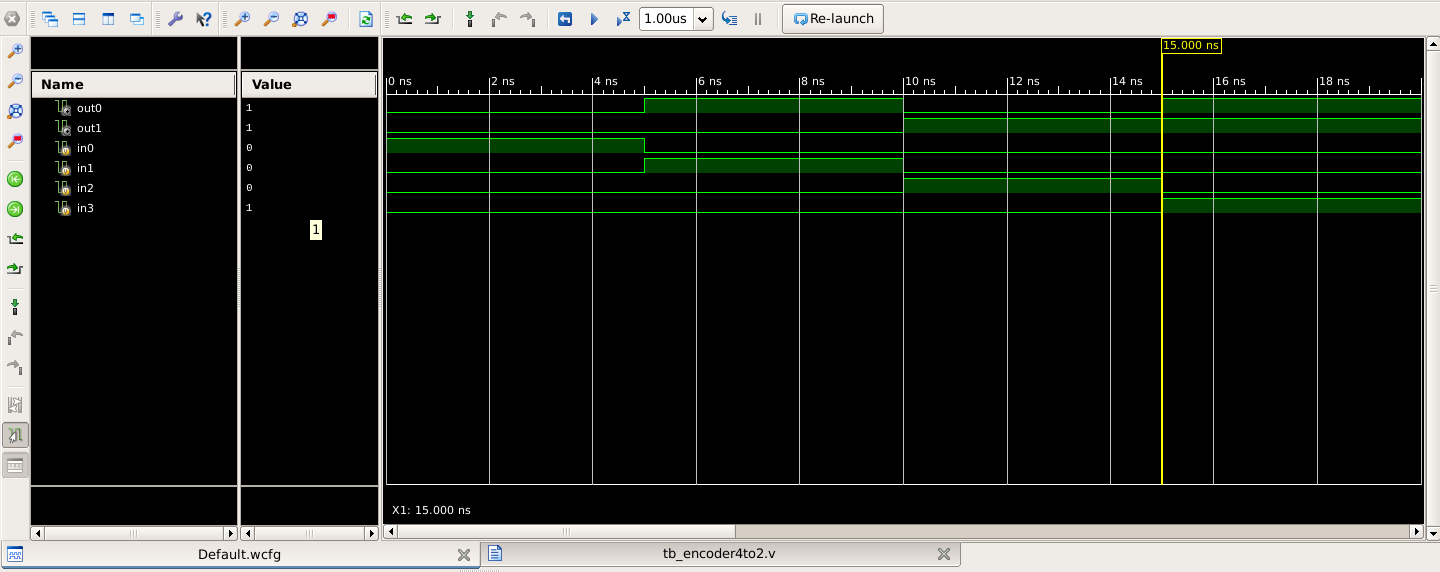 1.00us
Re-launch
15.000 ns
Name
Value
0 ns
2 ns
4 ns
6 ns
8 ns
10 ns
12 ns
14 ns
16 ns
18 ns
out0
1
out1
1
in0
0
in1
0
in2
0
in3
1
1
X1: 15.000 ns
Default.wcfg
tb_encoder4to2.v